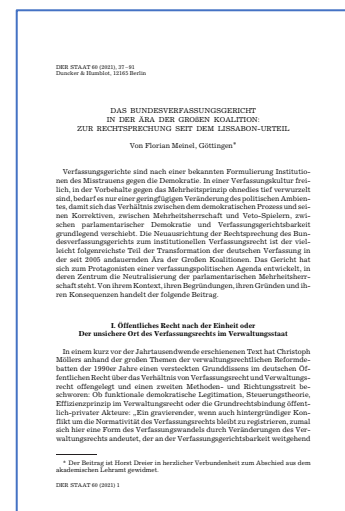 DER STAAT 60 (2021), 37–91
Duncker & Humblot, 12165 Berlin
DAS BUNDESVERFASSUNGSGERICHT
IN DER ÄRA DER GROẞEN KOALITION:
ZUR RECHTSPRECHUNG SEIT DEM LISSABON-URTEIL
Von Florian Meinel, Göttingen*
Verfassungsgerichte sind nach einer bekannten Formulierung Institutio-
nen des Misstrauens gegen die Demokratie. In einer Verfassungskultur frei-
lich, in der Vorbehalte gegen das Mehrheitsprinzip ohnedies tief verwurzelt
sind, bedarf es nur einer geringfügigen Veränderung des politischen Ambien-
tes, damit sich das Verhältnis zwischen dem demokratischen Prozess und sei-
nen Korrektiven, zwischen Mehrheitsherrschaft und Veto-Spielern, zwi-
schen parlamentarischer Demokratie und Verfassungsgerichtsbarkeit
grundlegend verschiebt. Die Neuausrichtung der Rechtsprechung des Bun-
desverfassungsgerichts zum institutionellen Verfassungsrecht ist der viel-
leicht folgenreichste Teil der Transformation der deutschen Verfassung in
der seit 2005 andauernden Ära der Großen Koalitionen. Das Gericht hat
sich zum Protagonisten einer verfassungspolitischen Agenda entwickelt, in
deren Zentrum die Neutralisierung der parlamentarischen Mehrheitsherr-
schaft steht. Von ihrem Kontext, ihren Begründungen, ihren Gründen und ih-
ren Konsequenzen handelt der folgende Beitrag.
I. Öffentliches Recht nach der Einheit oder
Der unsichere Ort des Verfassungsrechts im Verwaltungsstaat
In einem kurz vor der Jahrtausendwende erschienenen Text hat Christoph
Möllers anhand der großen Themen der verwaltungsrechtlichen Reformde-
batten der 1990er Jahre einen versteckten Grunddissens im deutschen Öf-
fentlichen Recht über das Verhältnis von Verfassungsrecht und Verwaltungs-
recht offengelegt und einen zweiten Methoden- und Richtungsstreit be-
schworen: Ob funktionale demokratische Legitimation, Steuerungstheorie,
Effizienzprinzip im Verwaltungsrecht oder die Grundrechtsbindung öffent-
lich-privater Akteure: „Ein gravierender, wenn auch hintergründiger Kon-
flikt um die Normativität des Verfassungsrechts bleibt zu registrieren, zumal
sich hier eine Form des Verfassungswandels durch Veränderungen des Ver-
waltungsrechts andeutet, der an der Verfassungsgerichtsbarkeit weitgehend
* Der Beitrag ist Horst Dreier in herzlicher Verbundenheit zum Abschied aus dem
akademischen Lehramt gewidmet.
DER STAAT 60 (2021) 1